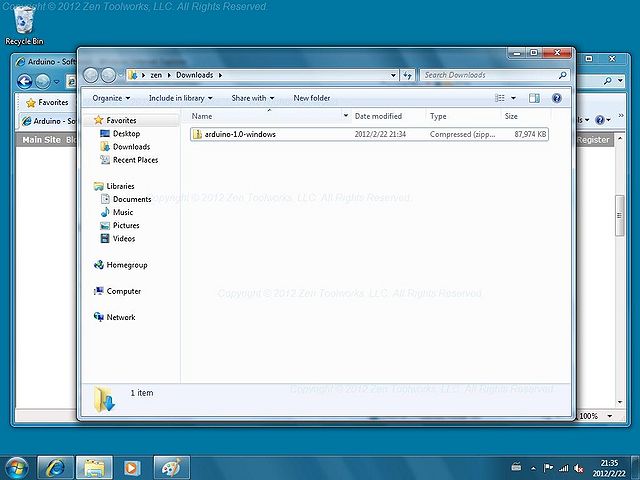 Copyright © 2012 Zen Toolworks, LLC. All Rights Reserved.
Recycle Bin
Arduino - Soft
Favorites
Arduino - Sof
Main Site
Register
100%
zen
Downloads
Search Downloads
Organize
Include in library
Share with
New folder
Name
Date modified
Type
Size
arduino-1.0-windows
2012/2/22 21:34
Compressed (zipp...
87,974 KB
Favorites
Desktop
Downloads
Recent Places
Libraries
Documents
Music
Pictures
Videos
Homegroup
Computer
Network
Copyright © 2012 Zen Toolworks, LLC. All Rights Reserved.
Copyright © 2012 Zen Toolworks, LLC. All Rights Reserved.
1 item
Copyright © 2012 Zen Toolworks, LLC. All Rights Reserved.
21:35
2012/2/22